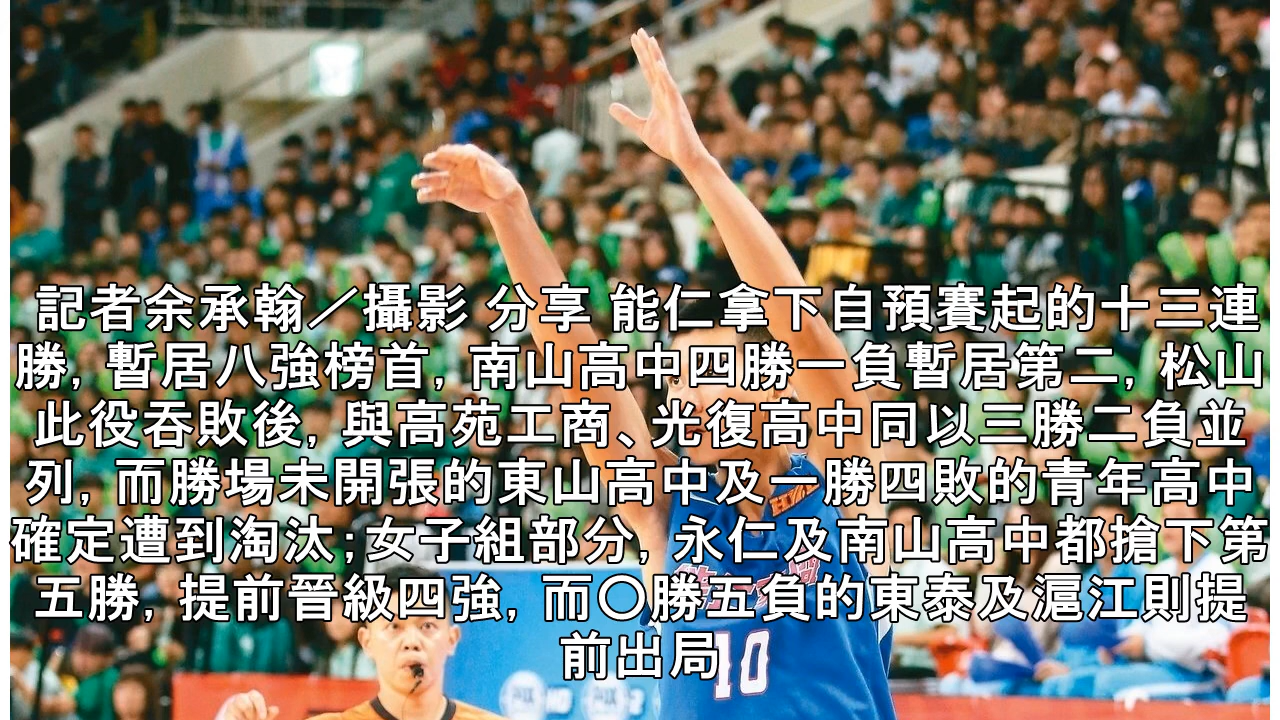 記者余承翰／攝影 分享 能仁拿下自預賽起的十三連
勝, 暫居八強榜首, 南山高中四勝一負暫居第二, 松山
此役吞敗後, 與高苑工商、光復高中同以三勝二負並
列, 而勝場未開張的東山高中及一勝四敗的青年高中
確定遭到淘汰;女子組部分, 永仁及南山高中都搶下第
五勝, 提前晉級四強, 而〇勝五負的東泰及滬江則提
前出局
10